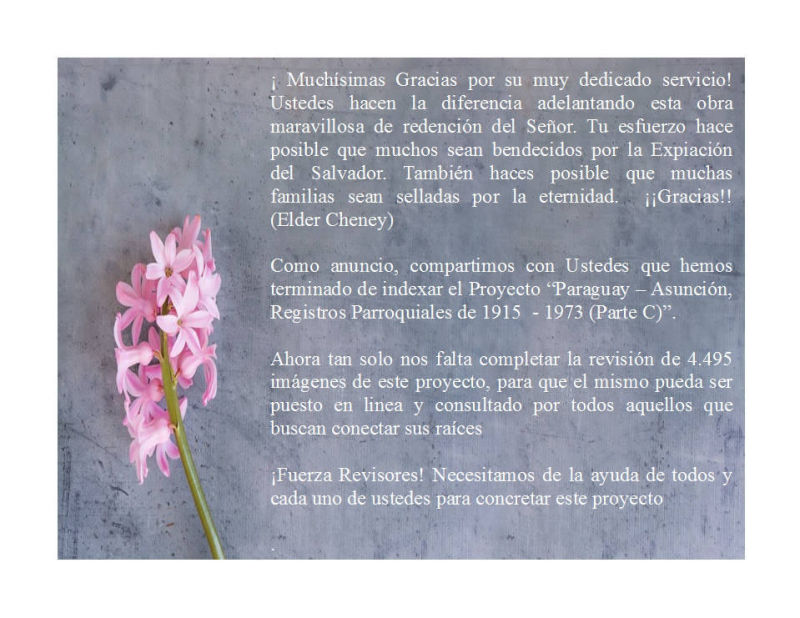 ¡ Muchísimas Gracias por su muy dedicado servicio!
Ustedes hacen la diferencia adelantando esta obra
maravillosa de redención del Señor. Tu esfuerzo hace
posible que muchos sean bendecidos por la Expiación
del Salvador. También haces posible que muchas
familias sean selladas por la eternidad. ¡¡Gracias!!
(Elder Cheney)
Como anuncio, compartimos con Ustedes que hemos
terminado de indexar el Proyecto “Paraguay – Asunción,
Registros Parroquiales de 1915 - 1973 (Parte C)”.
Ahora tan solo nos falta completar la revisión de 4.495
imágenes de este proyecto, para que el mismo pueda ser
puesto en linea y consultado por todos aquellos que
buscan conectar sus raíces
¡Fuerza Revisores! Necesitamos de la ayuda de todos y
cada uno de ustedes para concretar este proyecto
.